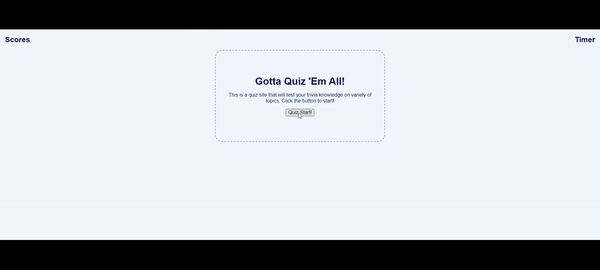 Scores
Timer
Gotta Quiz 'Em All!
This is a quiz site that will test your trivia knowledge on variety of
topics. Click the button to start!
Quiz Start!